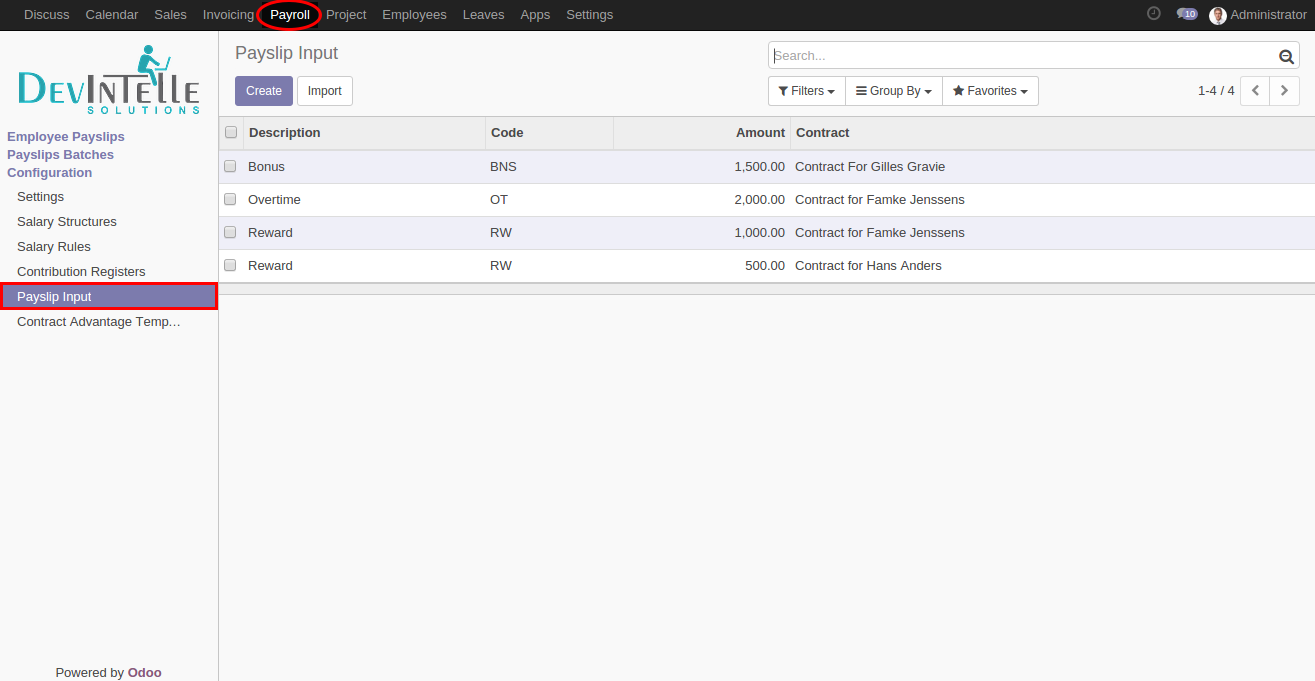 Discuss Calendar Sales Invoicing Payroll Project Employees Leaves Apps Settings 10 Administrator
DEVINTELLE
SOLUTIONS
Employee Payslips
Payslips Batches
Configuration
Settings
Salary Structures
Salary Rules
Contribution Registers
Payslip Input
Contract Advantage Temp...
Powered by Odoo
Payslip Input
Search...
Create Import
Filters Group By Favorites 1-4 / 4
Description Code Amount Contract
Bonus BNS 1,500.00 Contract For Gilles Gravie
Overtime OT 2,000.00 Contract for Famke Jenssens
Reward RW 1,000.00 Contract for Famke Jenssens
Reward RW 500.00 Contract for Hans Anders